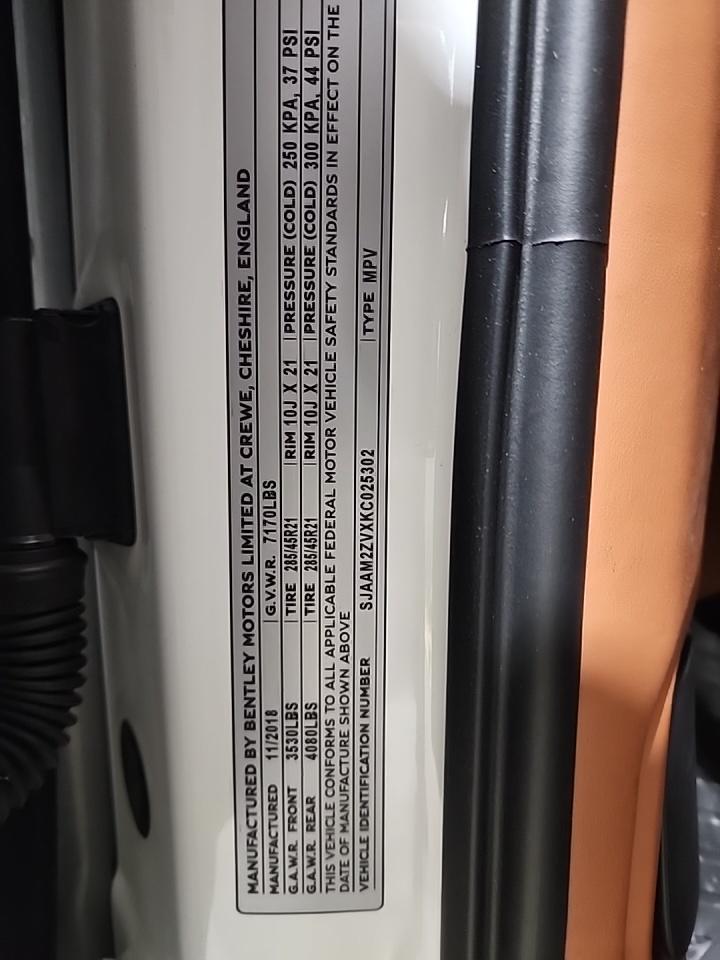 MANUFACTURED BY BENTLEY MOTORS LIMITED AT CREWE, CHESHIRE, ENGLAND
MANUFACTURED 11/2018 G.V.W.R. 7170LBS
G.A.W.R. FRONT 3530LBS TIRE 285/45R21 RIM 10J X 21 PRESSURE (COLD) 250 KPA, 37 PSI
G.A.W.R. REAR 4080LBS TIRE 285/45R21 RIM 10J X 21 PRESSURE (COLD) 300 KPA, 44 PSI
THIS VEHICLE CONFORMS TO ALL APPLICABLE FEDERAL MOTOR VEHICLE SAFETY STANDARDS IN EFFECT ON THE
DATE OF MANUFACTURE SHOWN ABOVE
VEHICLE IDENTIFICATION NUMBER SJAAM2ZVXKC025302 TYPE MPV